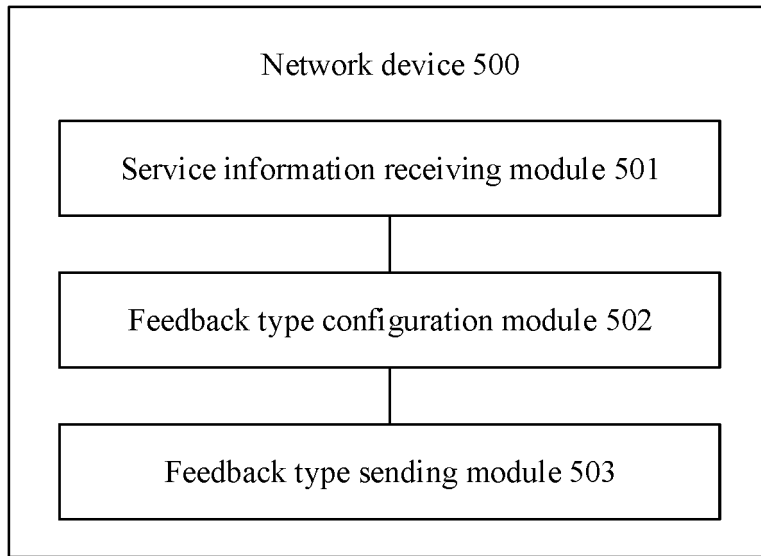 Network device 500
Service information receiving module 501
Feedback type configuration module 502
Feedback type sending module 503